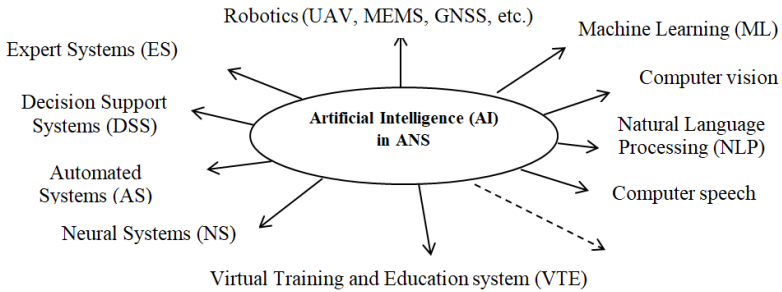 Robotics (UAV, MEMS, GNSS, etc.)
Machine Learning (ML)
Expert Systems (ES)
Computer vision
Decision Support
Systems (DSS)
Artificial Intelligence (AI)
in ANS
Natural Language
Processing (NLP)
Automated
Systems (AS)
Computer speech
Neural Systems (NS)
Virtual Training and Education system (VTE)